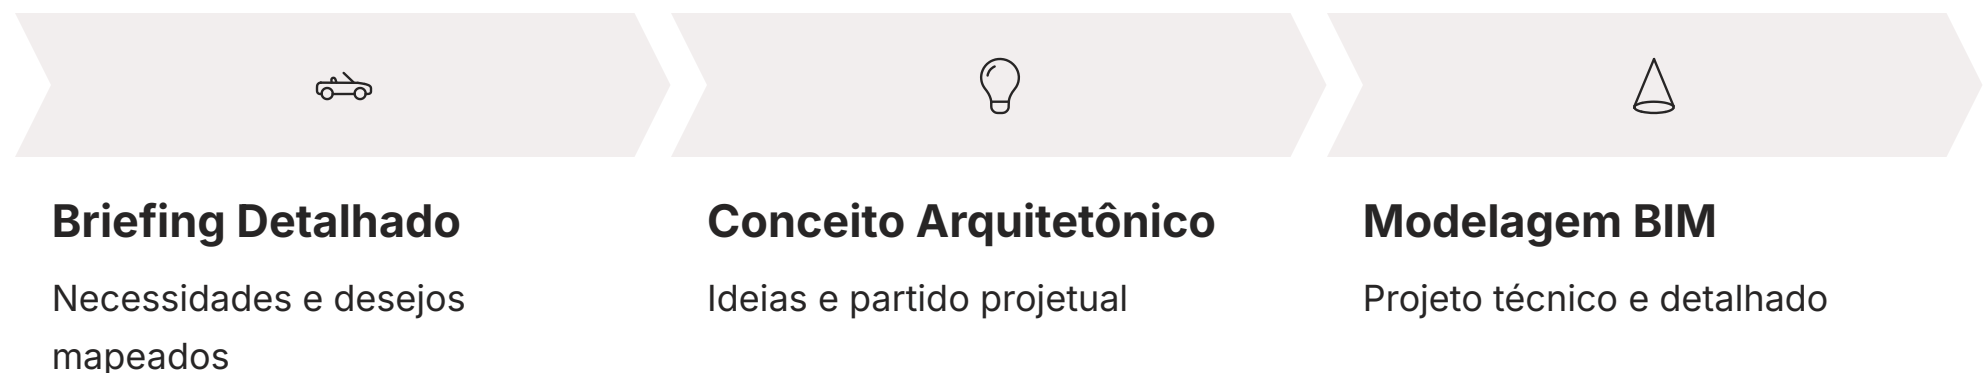 Briefing Detalhado
Necessidades e desejos
mapeados
Conceito Arquitetônico
Ideias e partido projetual
Modelagem BIM
Projeto técnico e detalhado